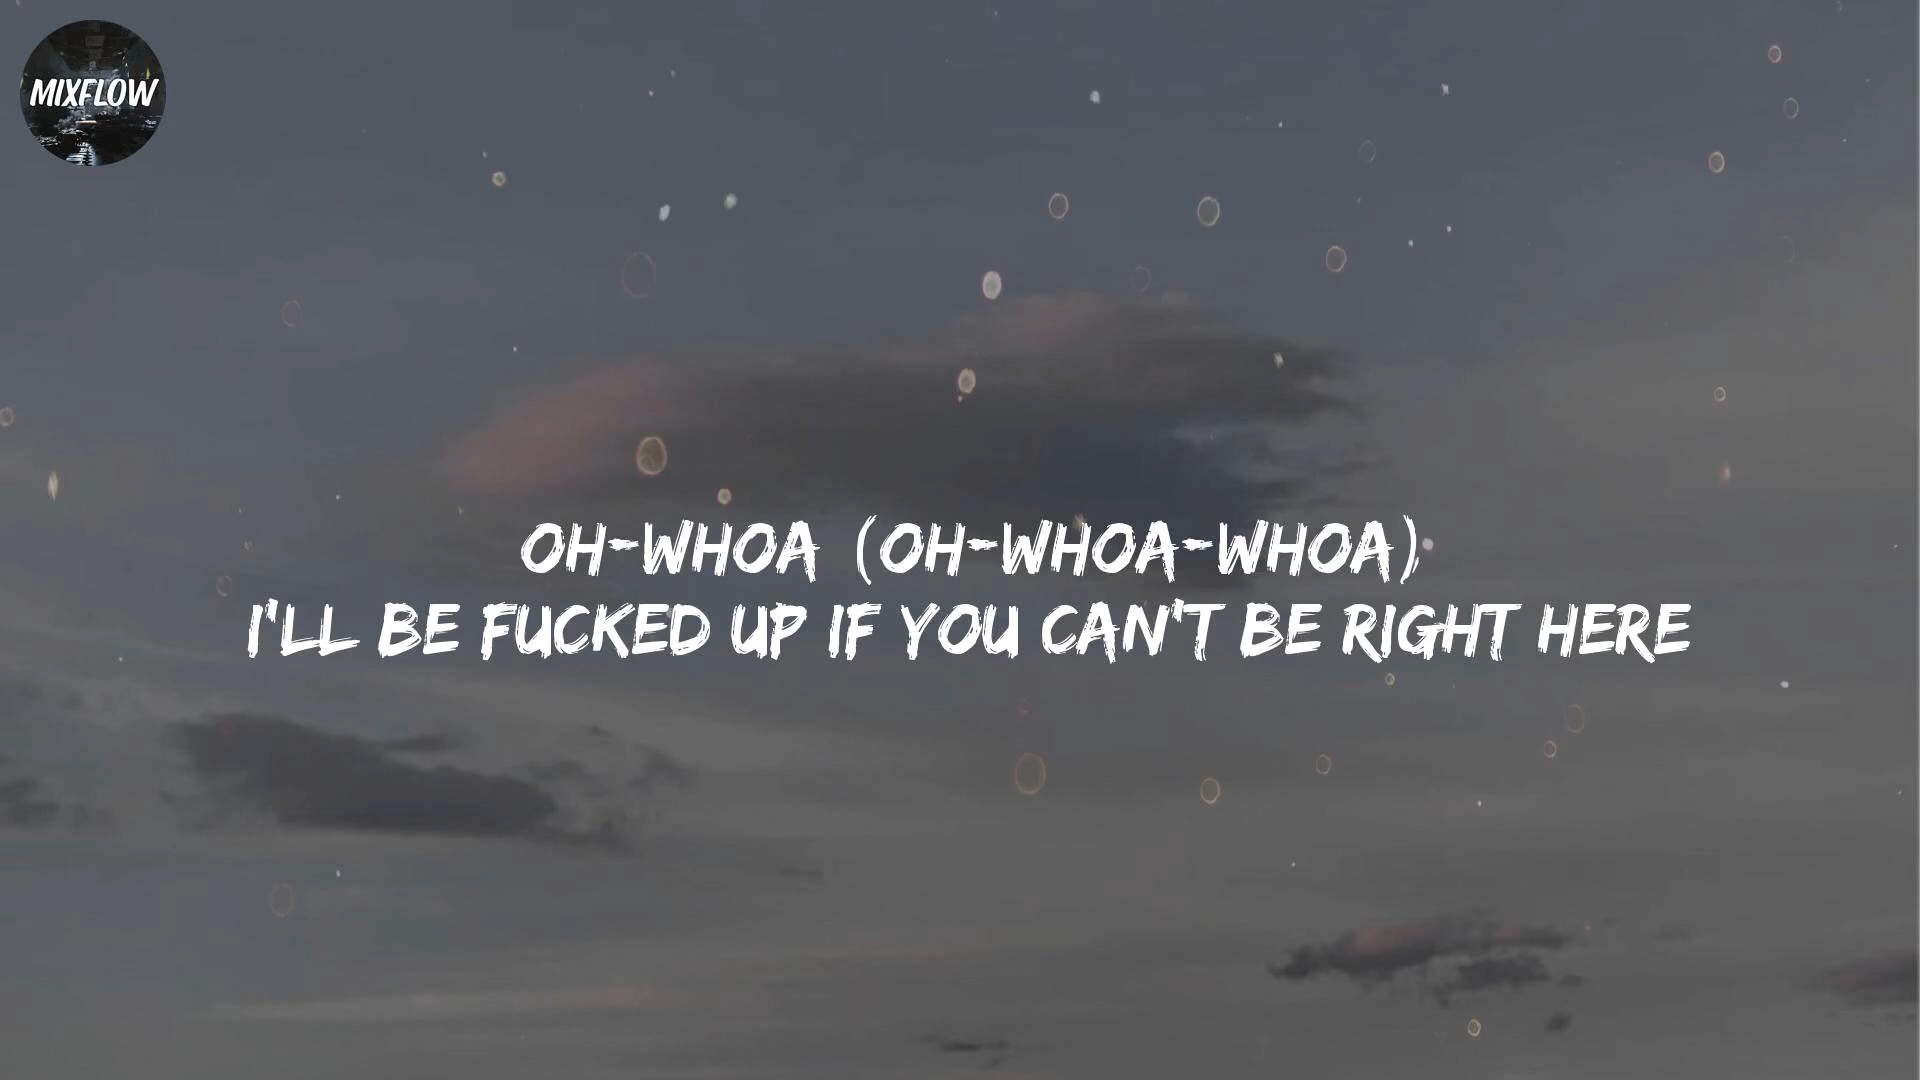 MIXFLOW
OH-WHOA (OH-WHOA-WHOA)
I'LL BE FUCKED UP IF YOU CAN'T BE RIGHT HERE